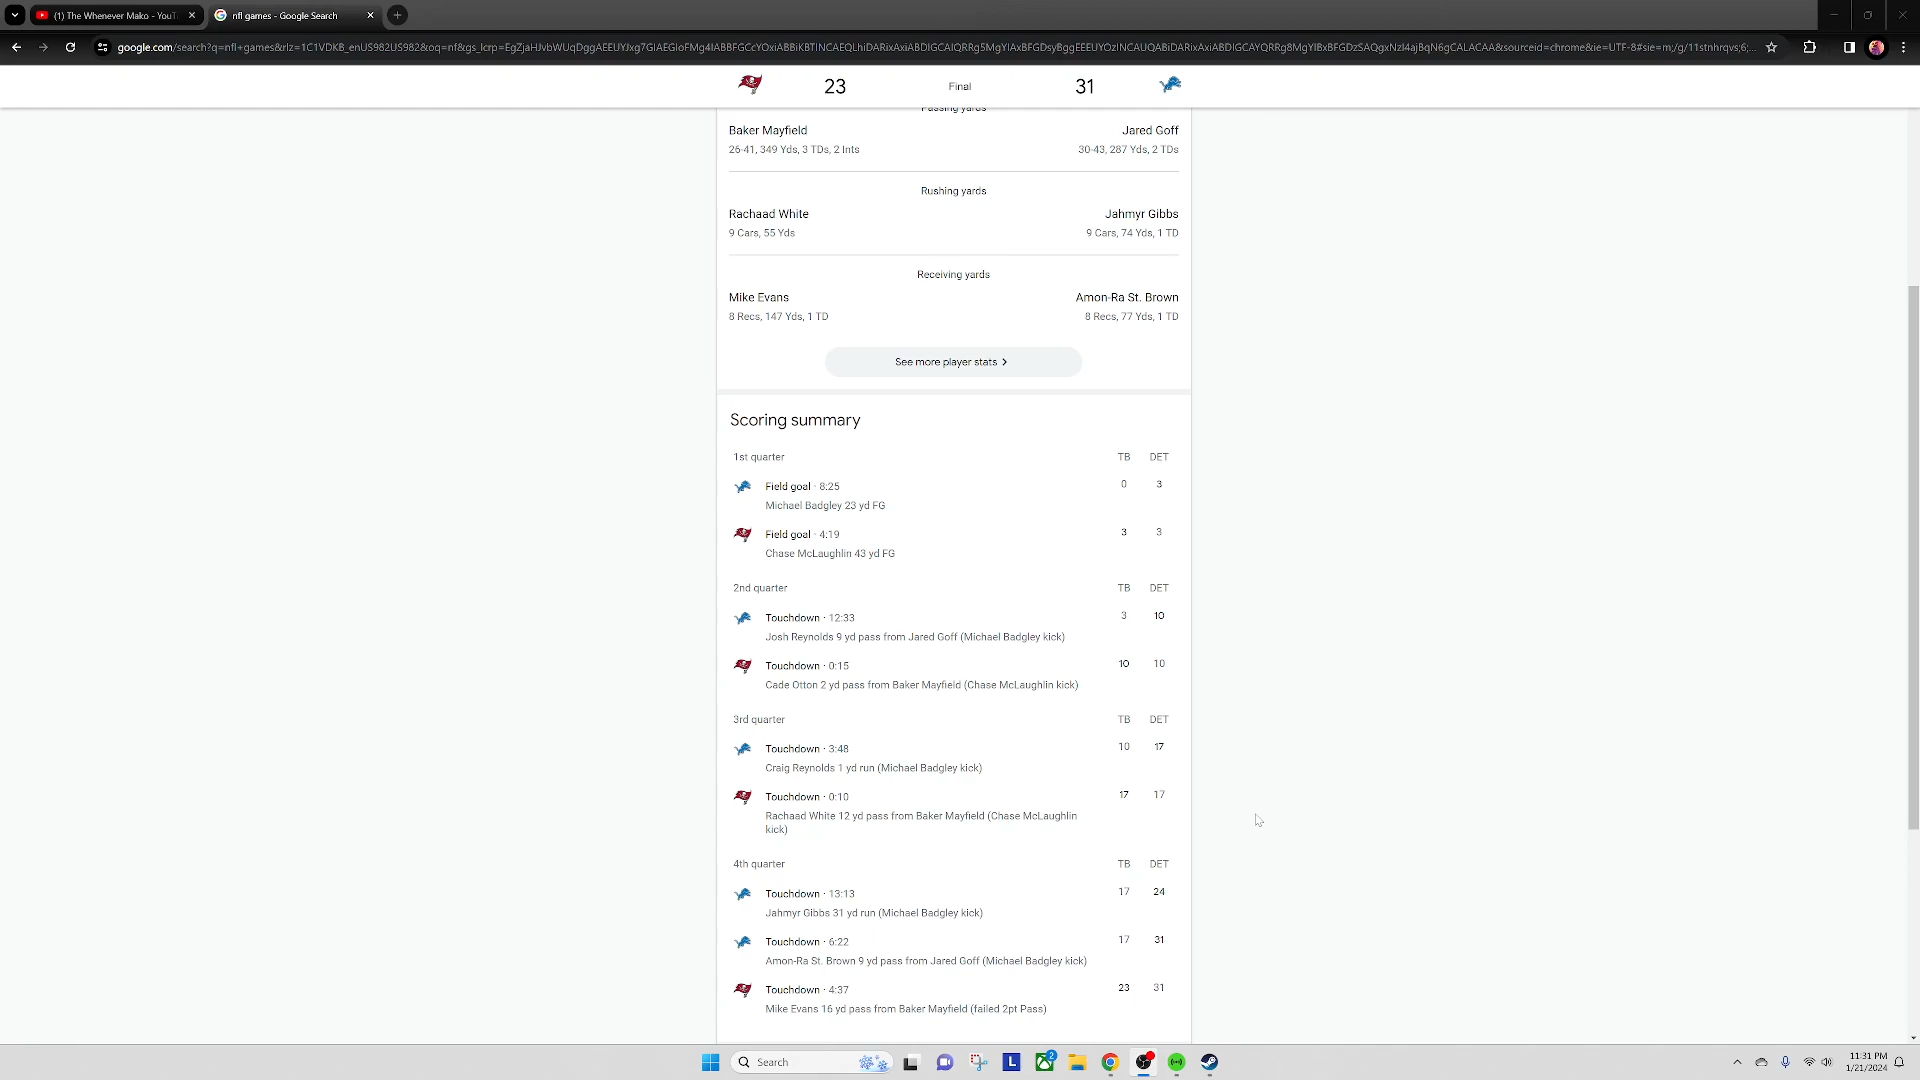 (1) The Whenever Mako - YouT
nfl games - Google Search
google.com/search?q=nfl+games&rlz=1C1VDKB_enUS982US982&oq=nf&gs_lcrp=
23 Final 31
Passing yards
Baker Mayfield Jared Goff
26-41, 349 Yds, 3 TDs, 2 Ints 30-43, 287 Yds, 2 TDs
Rushing yards
Rachaad White Jahmyr Gibbs
9 Cars, 55 Yds 9 Cars, 74 Yds, 1 TD
Receiving yards
Mike Evans Amon-Ra St. Brown
8 Recs, 147 Yds, 1 TD 8 Recs, 77 Yds, 1 TD
See more player stats
Scoring summary
1st quarter TB DET
Field goal · 8:25 0 3
Michael Badgley 23 yd FG
Field goal · 4:19 3 3
Chase McLaughlin 43 yd FG
2nd quarter TB DET
Touchdown · 12:33 3 10
Josh Reynolds 9 yd pass from Jared Goff (Michael Badgley kick)
Touchdown · 0:15 10 10
Cade Otton 2 yd pass from Baker Mayfield (Chase McLaughlin kick)
3rd quarter TB DET
Touchdown · 3:48 10 17
Craig Reynolds 1 yd run (Michael Badgley kick)
Touchdown · 0:10 17 17
Rachaad White 12 yd pass from Baker Mayfield (Chase McLaughlin
kick)
4th quarter TB DET
Touchdown · 13:13 17 24
Jahmyr Gibbs 31 yd run (Michael Badgley kick)
Touchdown · 6:22 17 31
Amon-Ra St. Brown 9 yd pass from Jared Goff (Michael Badgley kick)
Touchdown · 4:37 23 31
Mike Evans 16 yd pass from Baker Mayfield (failed 2pt Pass)
Search L 2 11:31 PM
1/21/2024